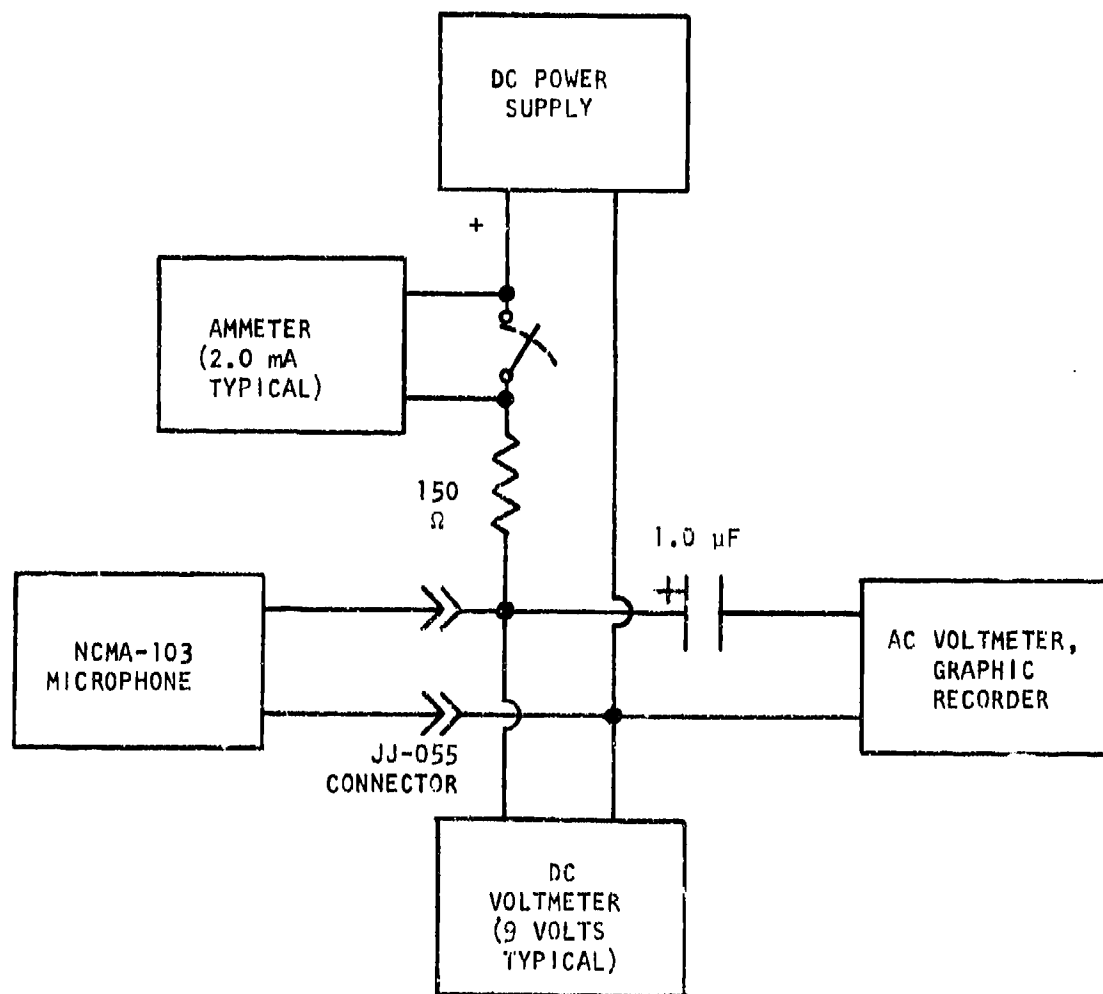 DC POWER
SUPPLY
+
AMMETER
(2.0 mA
TYPICAL)
150
Ω
1.0 µF
+
NCMA-103
MICROPHONE
AC VOLTMETER,
GRAPHIC
RECORDER
JJ-055
CONNECTOR
DC
VOLTMETER
(9 VOLTS
TYPICAL)